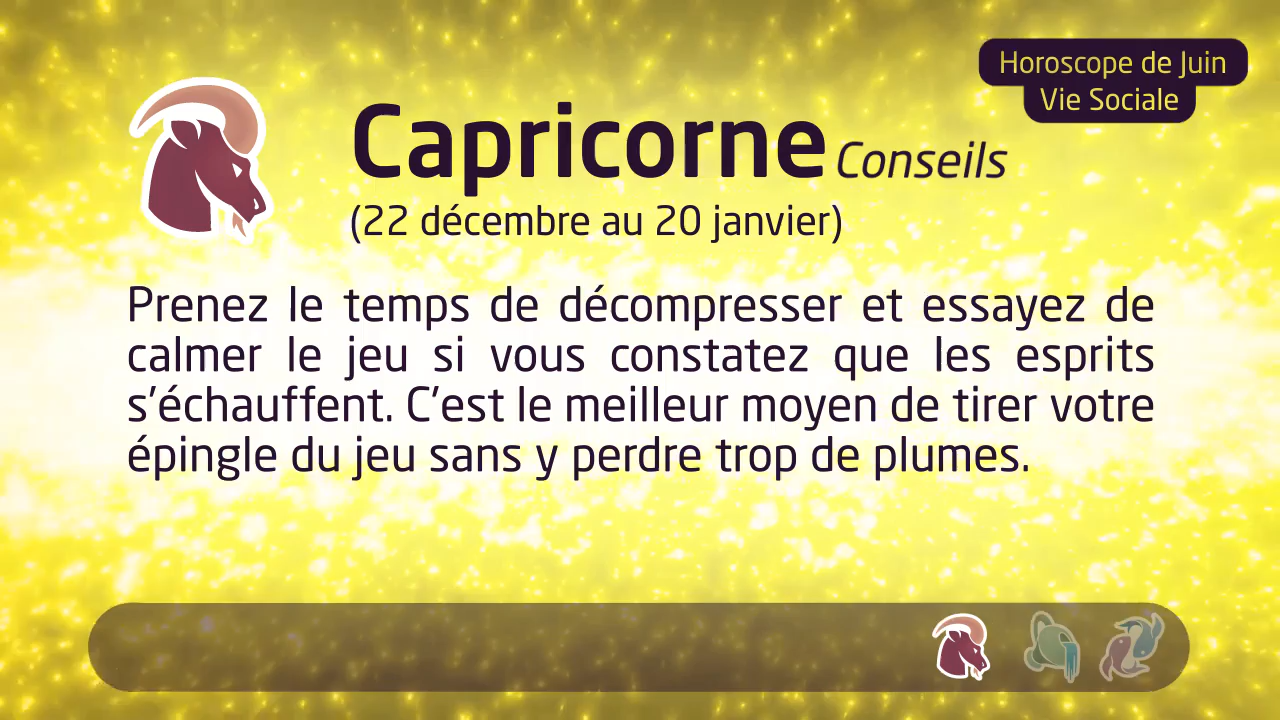 Horoscope de Juin
Vie Sociale
Capricorne Conseils
(22 décembre au 20 janvier)
Prenez le temps de décompresser et essayez de
calmer le jeu si vous constatez que les esprits
s'échauffent. C'est le meilleur moyen de tirer votre
épingle du jeu sans y perdre trop de plumes.